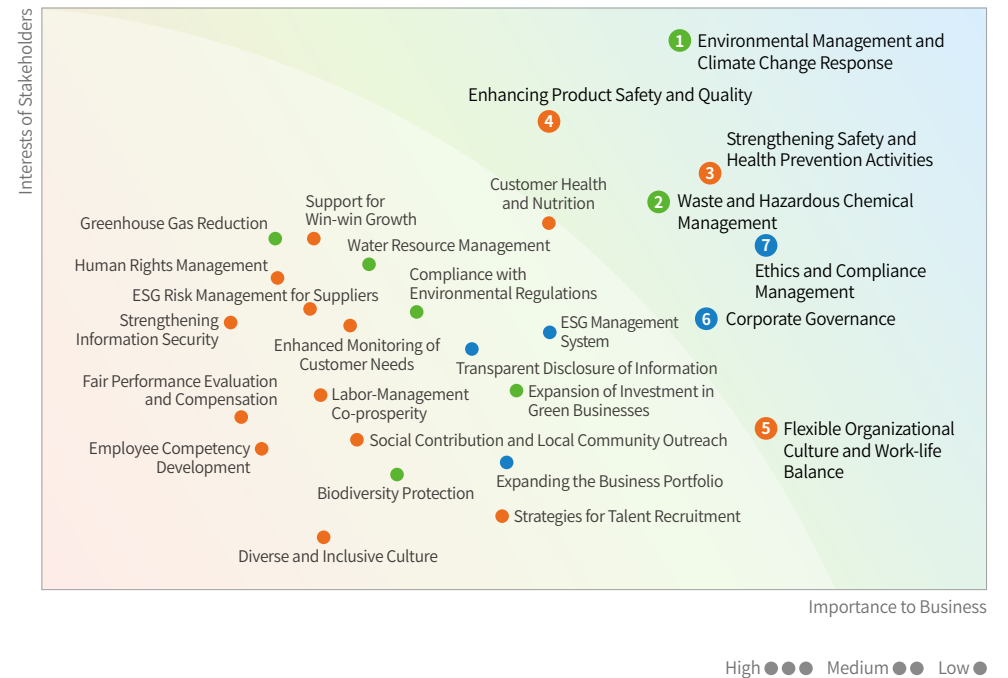 Interests of Stakeholders
1 Environmental Management and
Climate Change Response
Enhancing Product Safety and Quality
4
Strengthening Safety and
Health Prevention Activities
3
Customer Health
and Nutrition
2 Waste and Hazardous Chemical
Management
Support for
Win-win Growth
Greenhouse Gas Reduction
Water Resource Management
7
Ethics and Compliance
Management
Human Rights Management
Compliance with
Environmental Regulations
ESG Risk Management for Suppliers
Strengthening
Information Security
ESG Management
System
6 Corporate Governance
Enhanced Monitoring of
Customer Needs
Transparent Disclosure of Information
Fair Performance Evaluation
and Compensation
Labor-Management
Co-prosperity
Expansion of Investment in
Green Businesses
5 Flexible Organizational
Culture and Work-life
Balance
Social Contribution and Local Community Outreach
Employee Competency
Development
Expanding the Business Portfolio
Biodiversity Protection
Strategies for Talent Recruitment
Diverse and Inclusive Culture
Importance to Business
High Medium Low